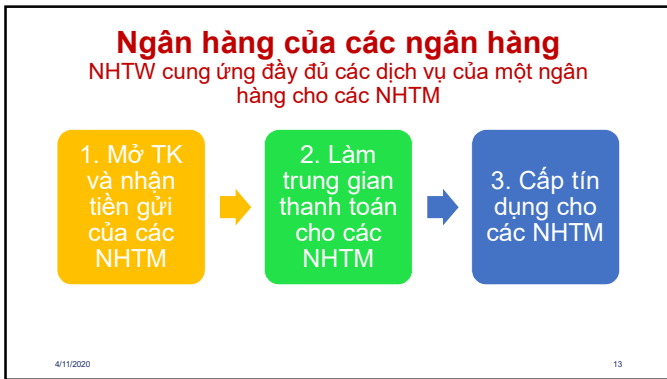 Ngân hàng của các ngân hàng
NHTW cung ứng đầy đủ các dịch vụ của một ngân
hàng cho các NHTM
1. Mở TK
và nhận
tiền gửi
của các
NHTM
2. Làm
trung gian
thanh toán
cho các
NHTM
3. Cấp tín
dụng cho
các NHTM
4/11/2020
13